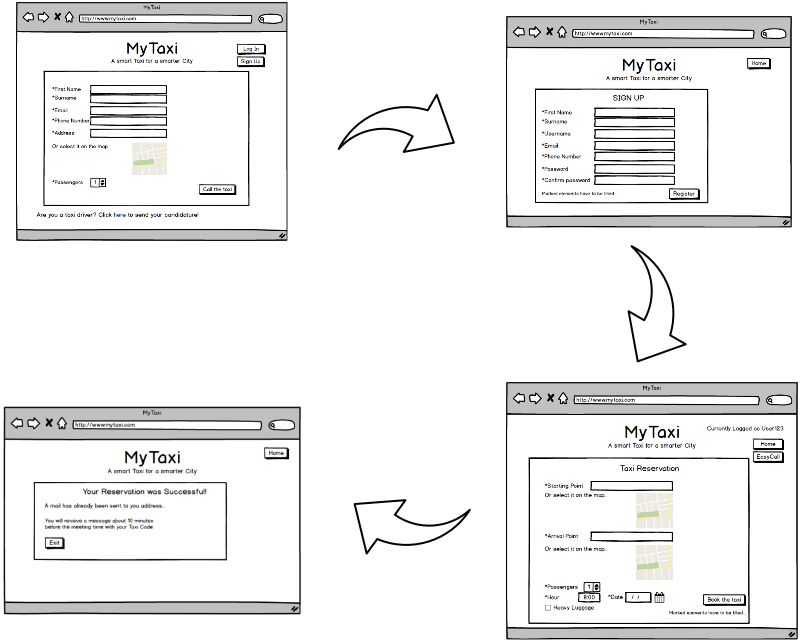 MyTaxi
http://www.mytaxi.com
MyTaxi
A smart Taxi for a smarter City
Log In
Sign Up
*First Name
*Surname
*Email
*Phone Number
*Address
Or select it on the map..
*Passengers 1
Call the taxi
Are you a taxi driver? Click here to send your candidature!
MyTaxi
http://www.mytaxi.com
MyTaxi
A smart Taxi for a smarter City
Home
SIGN UP
*First Name
*Surname
*Username
*Email
*Phone Number
*Password
*Confirm password
Marked elements have to be filled..
Register
MyTaxi
http://www.mytaxi.com
MyTaxi
A smart Taxi for a smarter City
Currently Logged as User123
Home
EasyCall
Taxi Reservation
*Starting Point
Or select it on the map..
*Arrival Point
Or select it on the map..
*Passengers 1
*Hour 8:00 *Date / /
Heavy Luggage
Book the taxi
Marked elements have to be filled..
MyTaxi
http://www.mytaxi.com
MyTaxi
A smart Taxi for a smarter City
Home
Your Reservation was Successful!
A mail has already been sent to you address..
You will receive a message about 10 minutes
before the meeting time with your Taxi Code
Exit